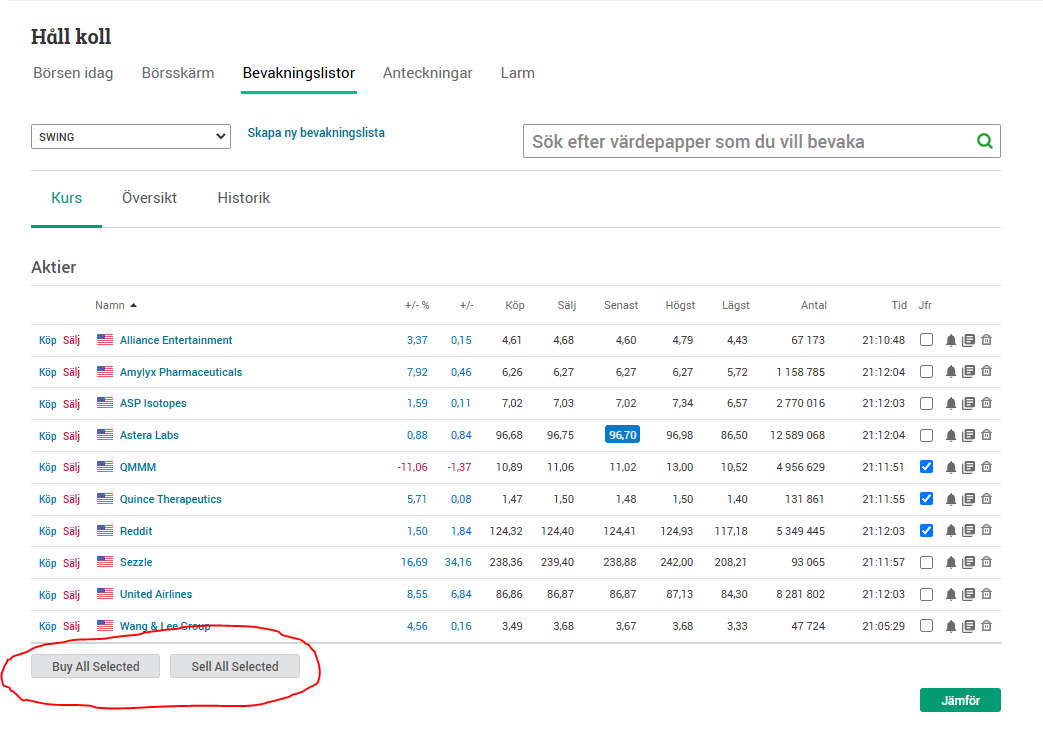 Håll koll
Börsen idag Börsskärm Bevakningslistor Anteckningar Larm
SWING Skapa ny bevakningslista Sök efter värdepapper som du vill bevaka
Kurs Översikt Historik
Aktier
Namn +/- % +/- Köp Sälj Senast Högst Lägst Antal Tid Jfr
Köp Sälj Alliance Entertainment 3,37 0,15 4,61 4,68 4,60 4,79 4,43 67 173 21:10:48
Köp Sälj Amylyx Pharmaceuticals 7,92 0,46 6,26 6,27 6,27 6,27 5,72 1 158 785 21:12:04
Köp Sälj ASP Isotopes 1,59 0,11 7,02 7,03 7,02 7,34 6,57 2 770 016 21:12:03
Köp Sälj Astera Labs 0,88 0,84 96,68 96,75 96,70 96,98 86,50 12 589 068 21:12:04
Köp Sälj QMMM -11,06 -1,37 10,89 11,06 11,02 13,00 10,52 4 956 629 21:11:51
Köp Sälj Quince Therapeutics 5,71 0,08 1,47 1,50 1,48 1,50 1,40 131 861 21:11:55
Köp Sälj Reddit 1,50 1,84 124,32 124,40 124,41 124,93 117,18 5 349 445 21:12:03
Köp Sälj Sezzle 16,69 34,16 238,36 239,40 238,88 242,00 208,21 93 065 21:11:57
Köp Sälj United Airlines 8,55 6,84 86,86 86,87 86,87 87,13 84,30 8 281 802 21:12:03
Köp Sälj Wang & Lee Group 4,56 0,16 3,49 3,68 3,67 3,68 3,33 47 724 21:05:29
Buy All Selected Sell All Selected
Jämför